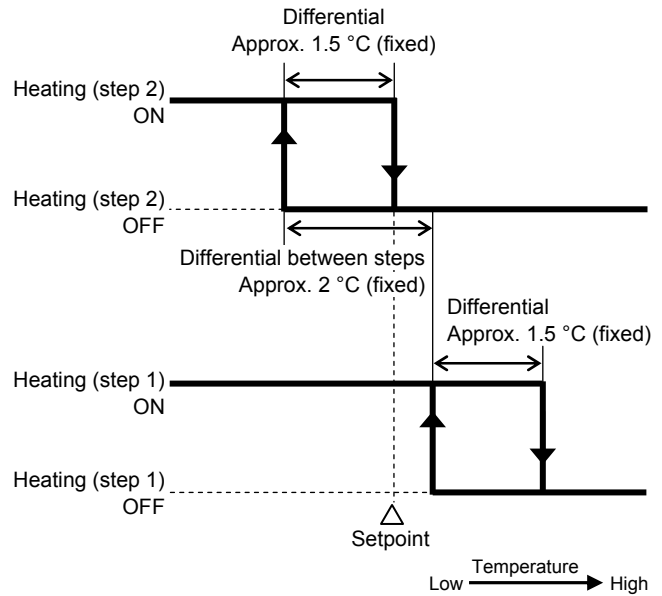 Differential
Approx. 1.5 °C (fixed)
Heating (step 2)
ON
Heating (step 2)
OFF
Differential between steps
Approx. 2 °C (fixed)
Differential
Approx. 1.5 °C (fixed)
Heating (step 1)
ON
Heating (step 1)
OFF
Setpoint
Temperature
Low High